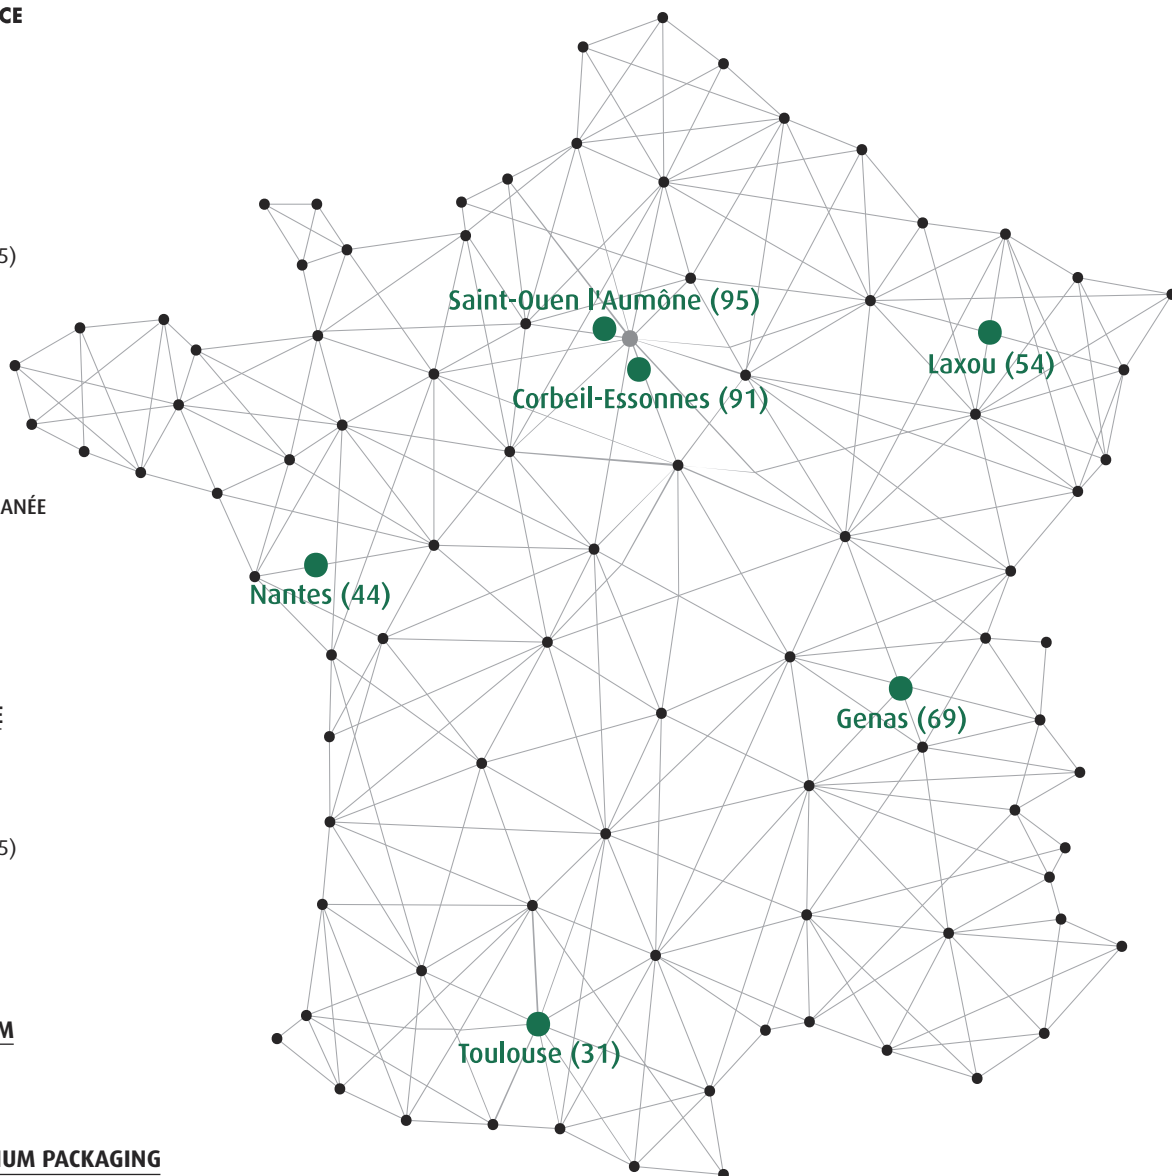 CE
5)
Saint-Ouen l'Aumône (95)
Laxou (54)
Corbeil-Essonnes (91)
ANÉE
Nantes (44)
E
Genas (69)
5)
M
Toulouse (31)
UM PACKAGING